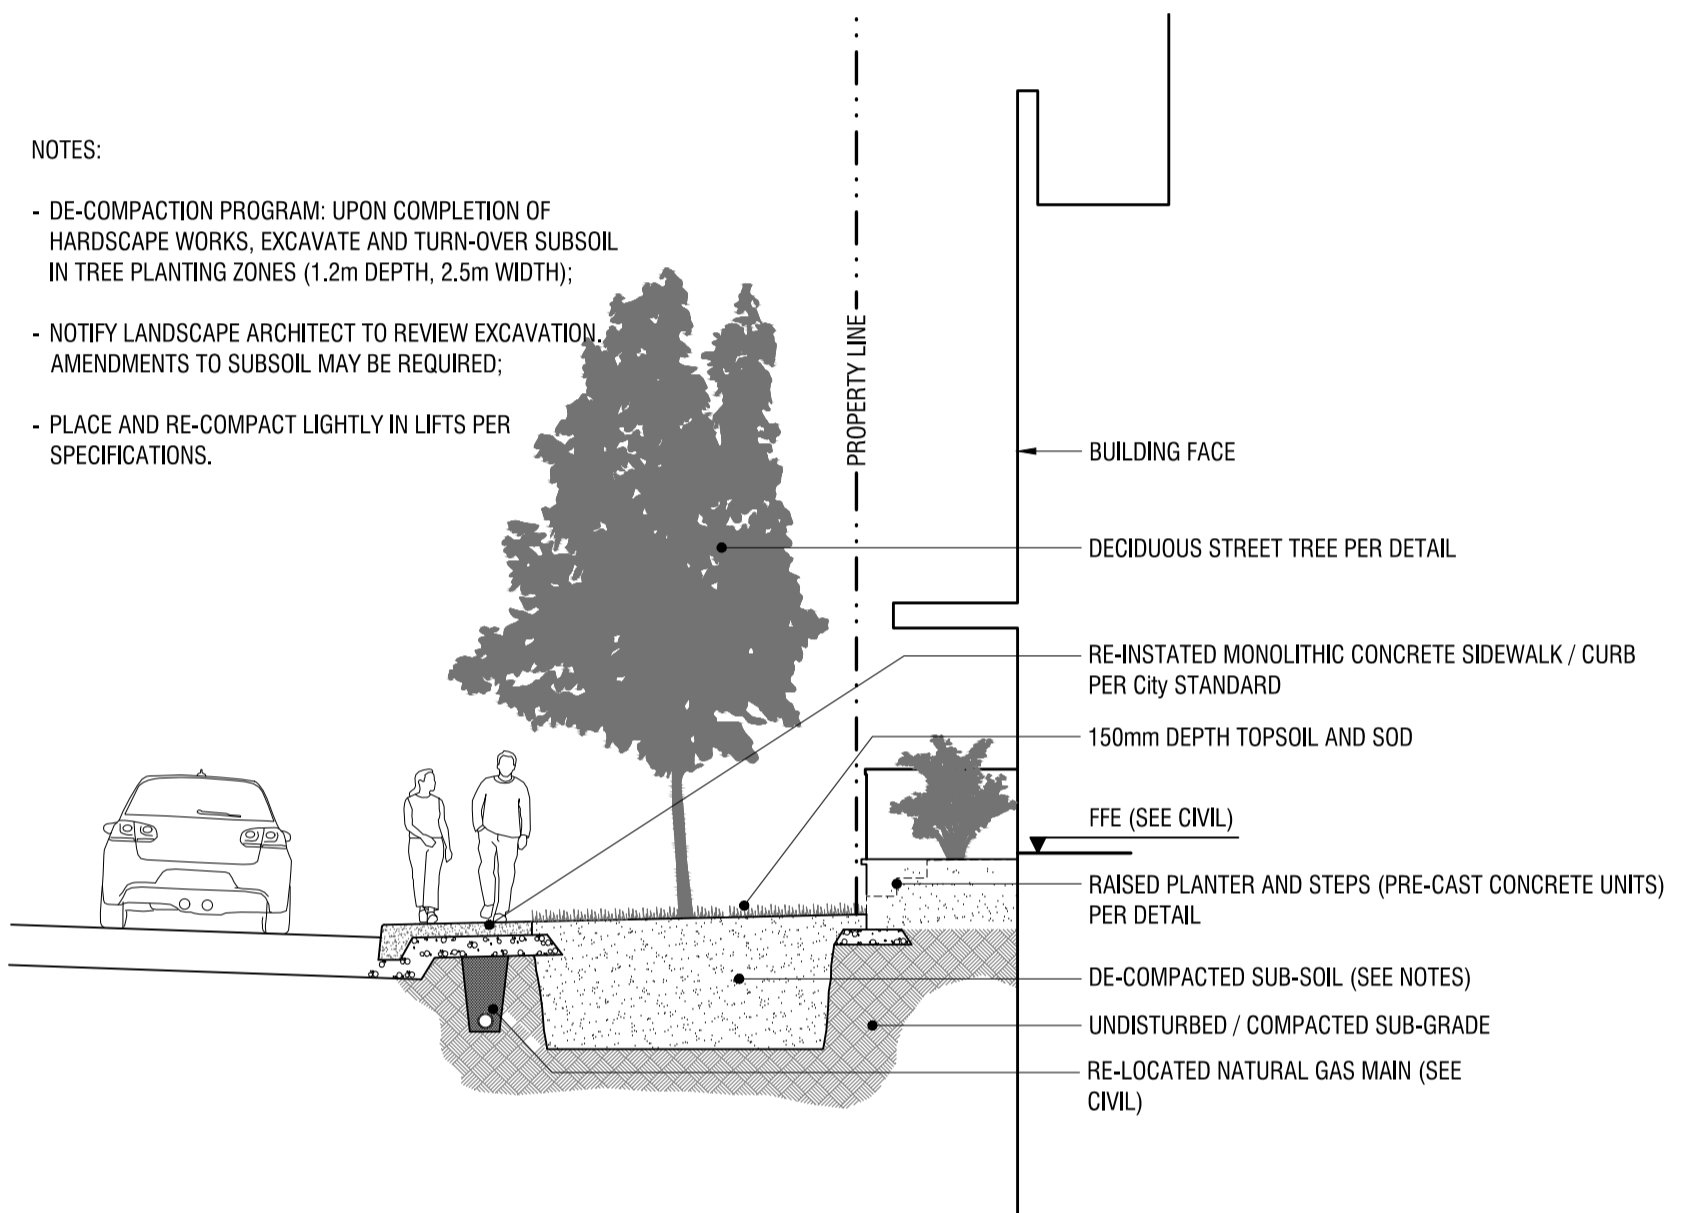 NOTES:
- DE-COMPACTION PROGRAM: UPON COMPLETION OF
HARDSCAPE WORKS, EXCAVATE AND TURN-OVER SUBSOIL
IN TREE PLANTING ZONES (1.2m DEPTH, 2.5m WIDTH);
- NOTIFY LANDSCAPE ARCHITECT TO REVIEW EXCAVATION.
AMENDMENTS TO SUBSOIL MAY BE REQUIRED;
- PLACE AND RE-COMPACT LIGHTLY IN LIFTS PER
SPECIFICATIONS.
PROPERTY LINE
BUILDING FACE
DECIDUOUS STREET TREE PER DETAIL
RE-INSTATED MONOLITHIC CONCRETE SIDEWALK / CURB
PER City STANDARD
150mm DEPTH TOPSOIL AND SOD
FFE (SEE CIVIL)
RAISED PLANTER AND STEPS (PRE-CAST CONCRETE UNITS)
PER DETAIL
DE-COMPACTED SUB-SOIL (SEE NOTES)
UNDISTURBED / COMPACTED SUB-GRADE
RE-LOCATED NATURAL GAS MAIN (SEE
CIVIL)